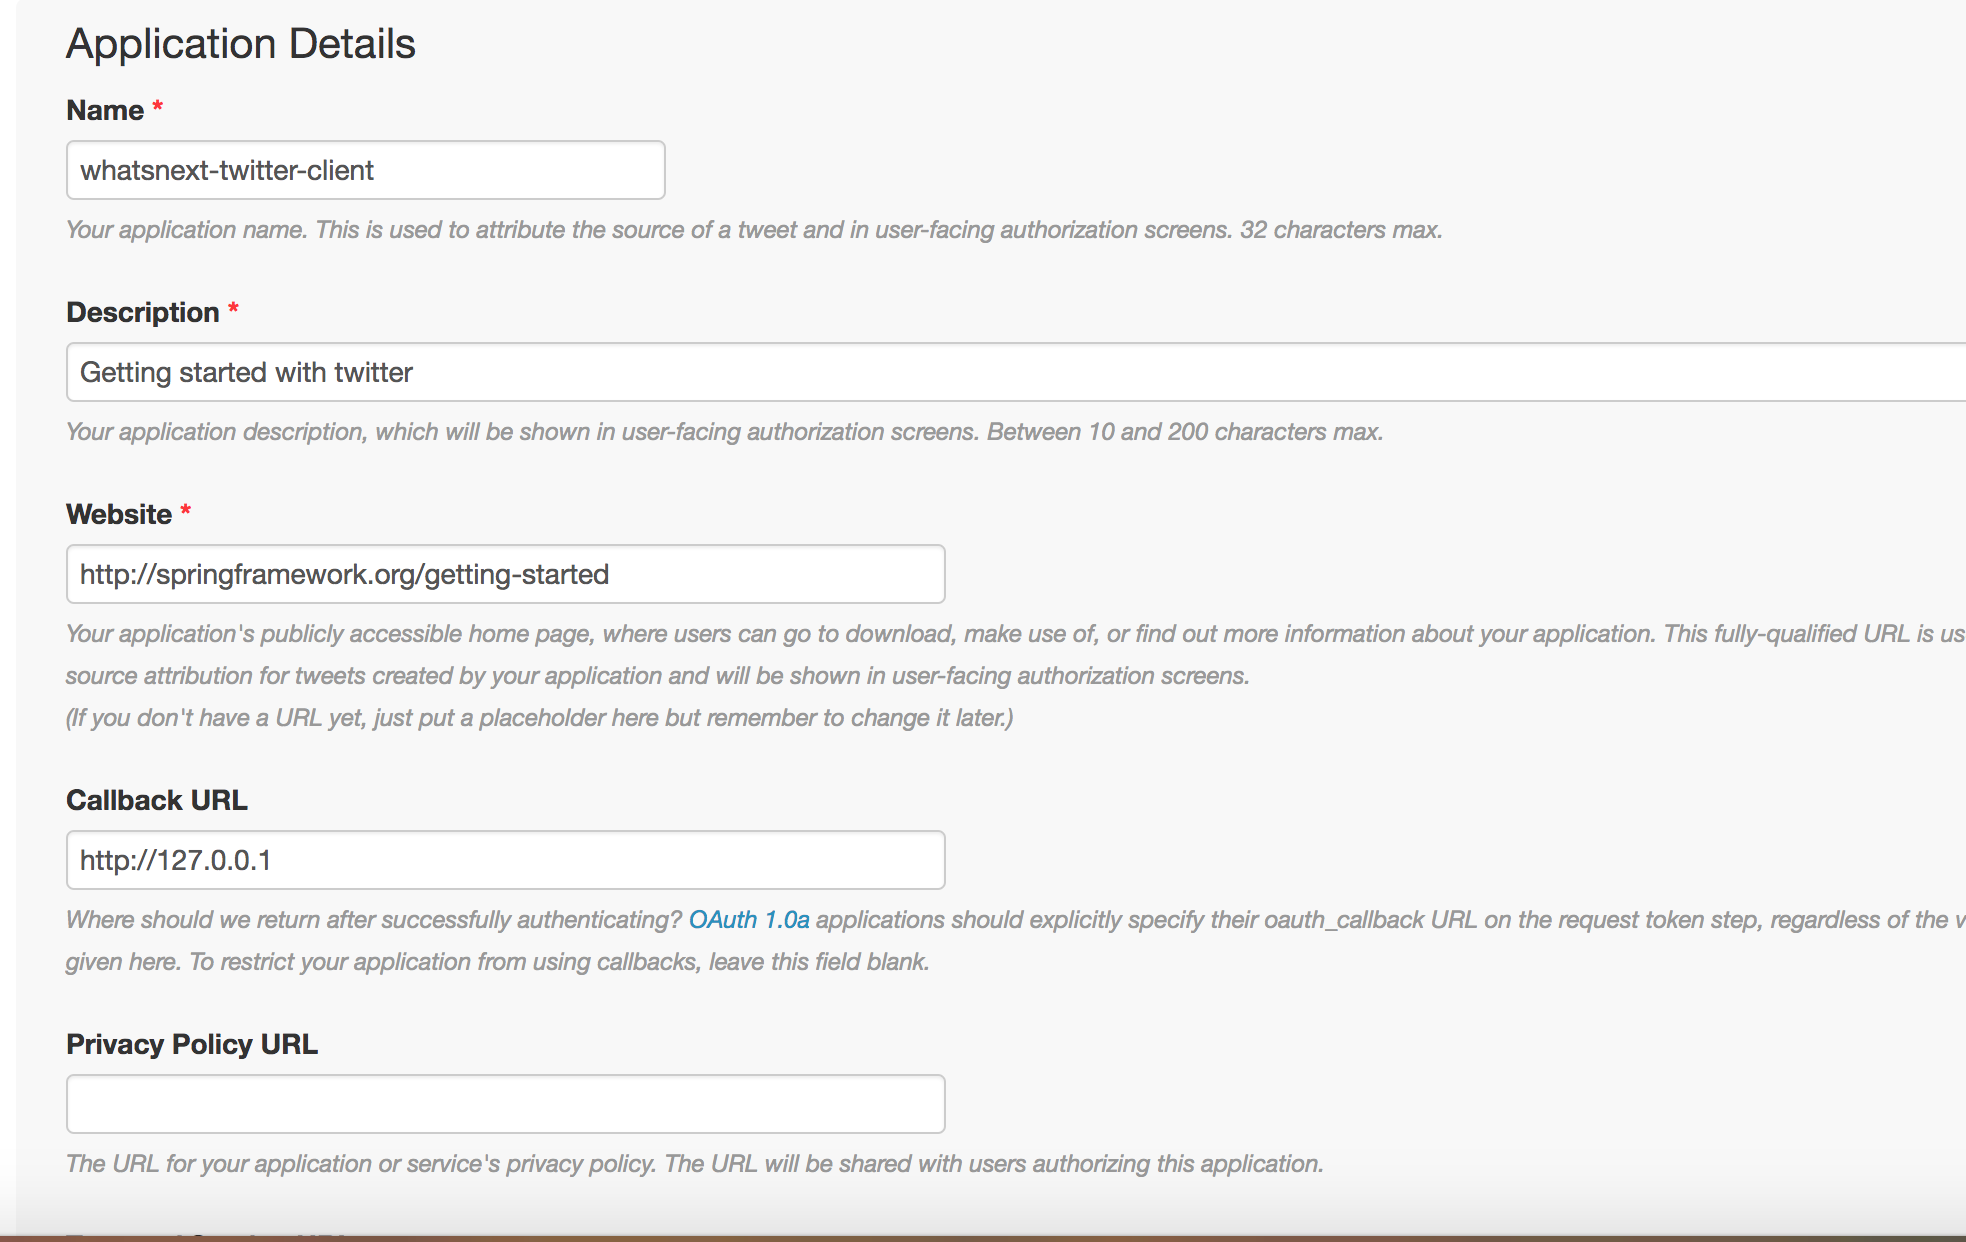 Application Details
Name *
whatsnext-twitter-client
Your application name. This is used to attribute the source of a tweet and in user-facing authorization screens. 32 characters max.
Description *
Getting started with twitter
Your application description, which will be shown in user-facing authorization screens. Between 10 and 200 characters max.
Website *
http://springframework.org/getting-started
Your application's publicly accessible home page, where users can go to download, make use of, or find out more information about your application. This fully-qualified URL is us
source attribution for tweets created by your application and will be shown in user-facing authorization screens.
(If you don't have a URL yet, just put a placeholder here but remember to change it later.)
Callback URL
http://127.0.0.1
Where should we return after successfully authenticating? OAuth 1.0a applications should explicitly specify their oauth_callback URL on the request token step, regardless of the v
given here. To restrict your application from using callbacks, leave this field blank.
Privacy Policy URL
The URL for your application or service's privacy policy. The URL will be shared with users authorizing this application.